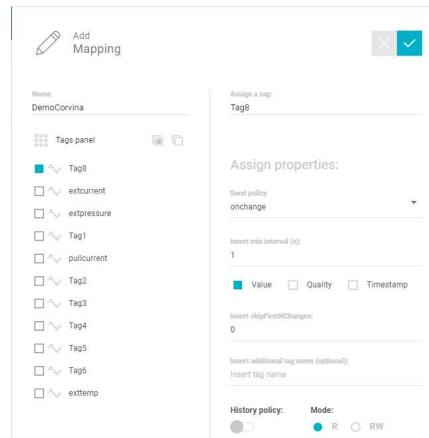 Add
Mapping
Name:
DemoCorvina
Tags panel
Tag8
extcurrent
extpressure
Tag1
pullcurrent
Tag2
Tag3
Tag4
Tag5
Tag6
exttemp
Assign a tag:
Tag8
Assign properties:
Send policy
onchange
Insert min interval (s):
1
Value Quality Timestamp
Insert skipFirstNChanges:
0
Insert additional tag name (optional):
Insert tag name
History policy: Mode:
R RW